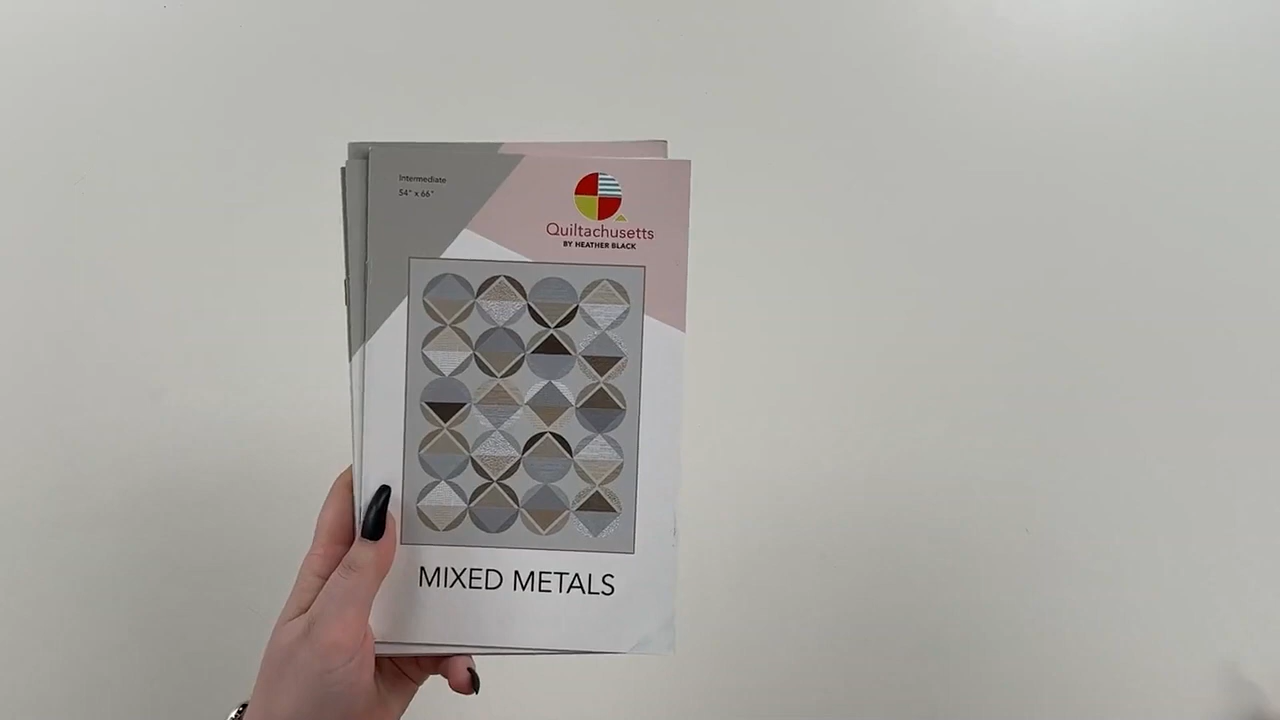 Intermediate
54" x 66"
Quiltachusetts
BY HEATHER BLACK
MIXED METALS